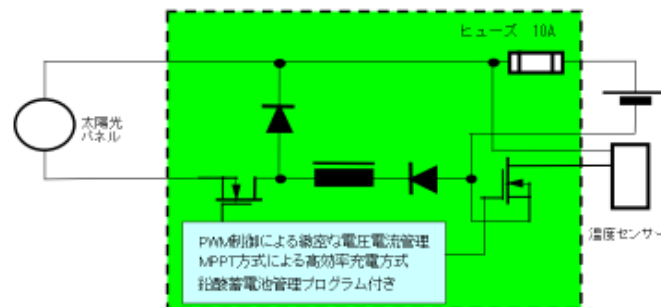 ヒューズ 10A
太陽光
パネル
温度センサー
PWM制御による緻密な電圧電流管理
MPPT方式による高効率充電方式
鉛酸蓄電池管理プログラム付き